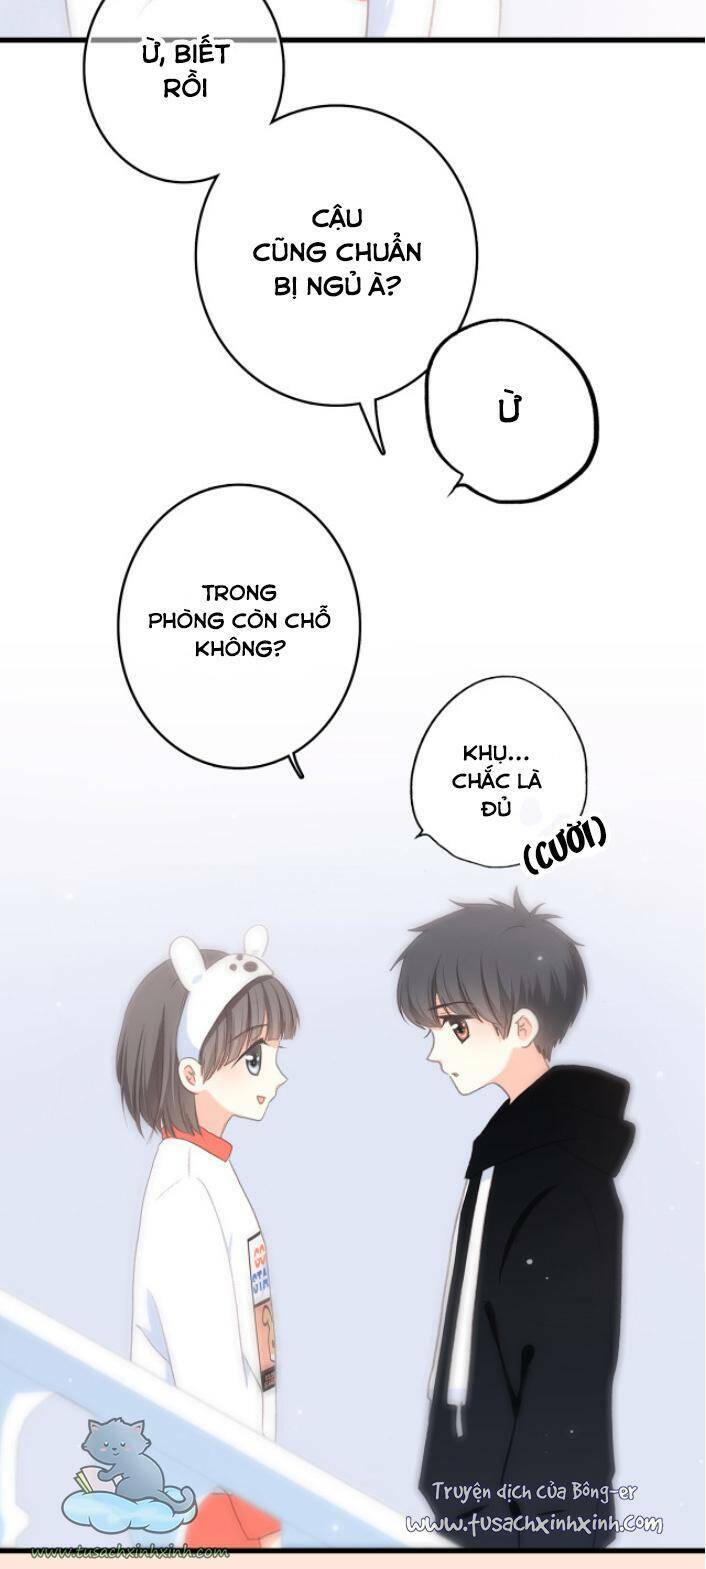 Ừ, BIẾT
RỒI
CẬU
CŨNG CHUẨN
BỊ NGỦ À?
Ừ
TRONG
PHÒNG CÒN CHỖ
KHÔNG?
KHỤ...
CHẮC LÀ
ĐỦ
(CƯỜI)
Truyện dịch của Bông-er
www.tusachxinhxinh.com
www.tusachxinhxinh.com